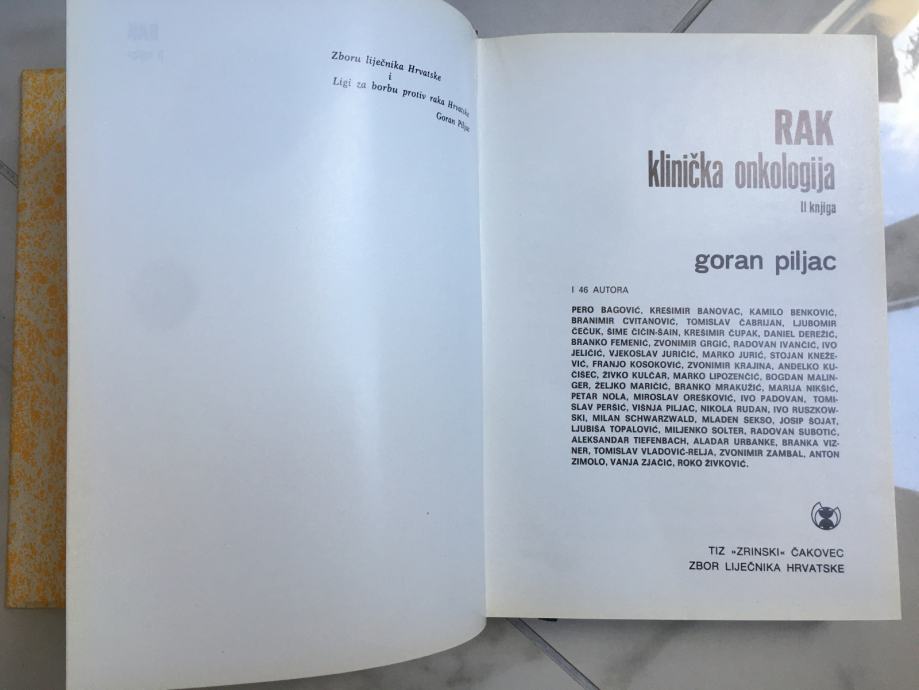 Zboru liječnika Hrvatske
i
Ligi za borbu protiv raka Hrvatske
Goran Piljac
RAK
klinička onkologija
II knjiga
goran piljac
I 46 AUTORA
PERO BAGOVIĆ, KREŠIMIR BANOVAC, KAMILO BENKOVIĆ,
BRANIMIR CVITANOVIĆ, TOMISLAV ČABRIJAN, LJUBOMIR
ČEČUK, ŠIME ČIČIN-ŠAIN, KREŠIMIR ČUPAK, DANIEL DEREŽIĆ,
BRANKO FEMENIĆ, ZVONIMIR GRGIĆ, RADOVAN IVANČIĆ, IVO
JELIČIĆ, VJEKOSLAV JURIČIĆ, MARKO JURIĆ, STOJAN KNEŽE-
VIĆ, FRANJO KOSOKOVIĆ, ZVONIMIR KRAJINA, ANĐELKO KU-
ČIŠEC, ŽIVKO KULČAR, MARKO LIPOZENČIĆ, BOGDAN MALIN-
GER, ŽELJKO MARIČIĆ, BRANKO MRAKUŽIĆ, MARIJA NIKŠIĆ,
PETAR NOLA, MIROSLAV OREŠKOVIĆ, IVO PADOVAN, TOMI-
SLAV PERŠIĆ, VIŠNJA PILJAC, NIKOLA RUDAN, IVO RUSZKOW-
SKI, MILAN SCHWARZWALD, MLADEN SEKSO, JOSIP ŠOJAT,
LJUBIŠA TOPALOVIĆ, MILJENKO SOLTER, RADOVAN SUBOTIĆ,
ALEKSANDAR TIEFENBACH, ALADAR URBANKE, BRANKA VIZ-
NER, TOMISLAV VLADOVIĆ-RELJA, ZVONIMIR ZAMBAL, ANTON
ZIMOLO, VANJA ZJAČIĆ, ROKO ŽIVKOVIĆ.
TIZ »ZRINSKI« ČAKOVEC
ZBOR LIJEČNIKA HRVATSKE